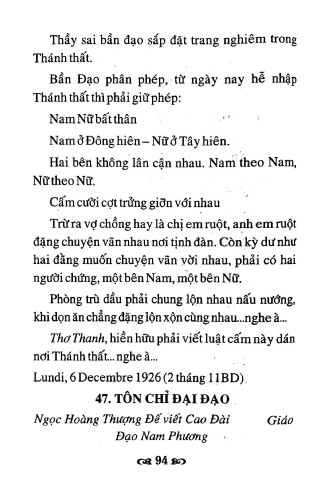 Thầy sai bần đạo sắp đặt trang nghiêm trong
Thánh thất.
Bần Đạo phân phép, từ ngày nay hễ nhập
Thánh thất thì phải giữ phép:
Nam Nữ bất thân
Nam ở Đông hiên – Nữ ở Tây hiên.
Hai bên không lân cận nhau. Nam theo Nam,
Nữ theo Nữ.
Cấm cười cợt trửng giỡn với nhau
Trừ ra vợ chồng hay là chị em ruột, anh em ruột
đặng chuyện vãn nhau nơi tịnh đàn. Còn kỳ dư như
hai đằng muốn chuyện vãn vời nhau, phải có hai
người chứng, một bên Nam, một bên Nữ.
Phòng trù dầu phải chung lộn nhau nấu nướng,
khi dọn ăn chẳng đặng lộn xộn cùng nhau...nghe à...
Thơ Thanh, hiền hữu phải viết luật cấm này dán
nơi Thánh thất... nghe à...
Lundi, 6 Decembre 1926 (2 tháng 11BD)
47. TÔN CHỈ ĐẠI ĐẠO
Ngọc Hoàng Thượng Đế viết Cao Đài Giáo
Đạo Nam Phương
94